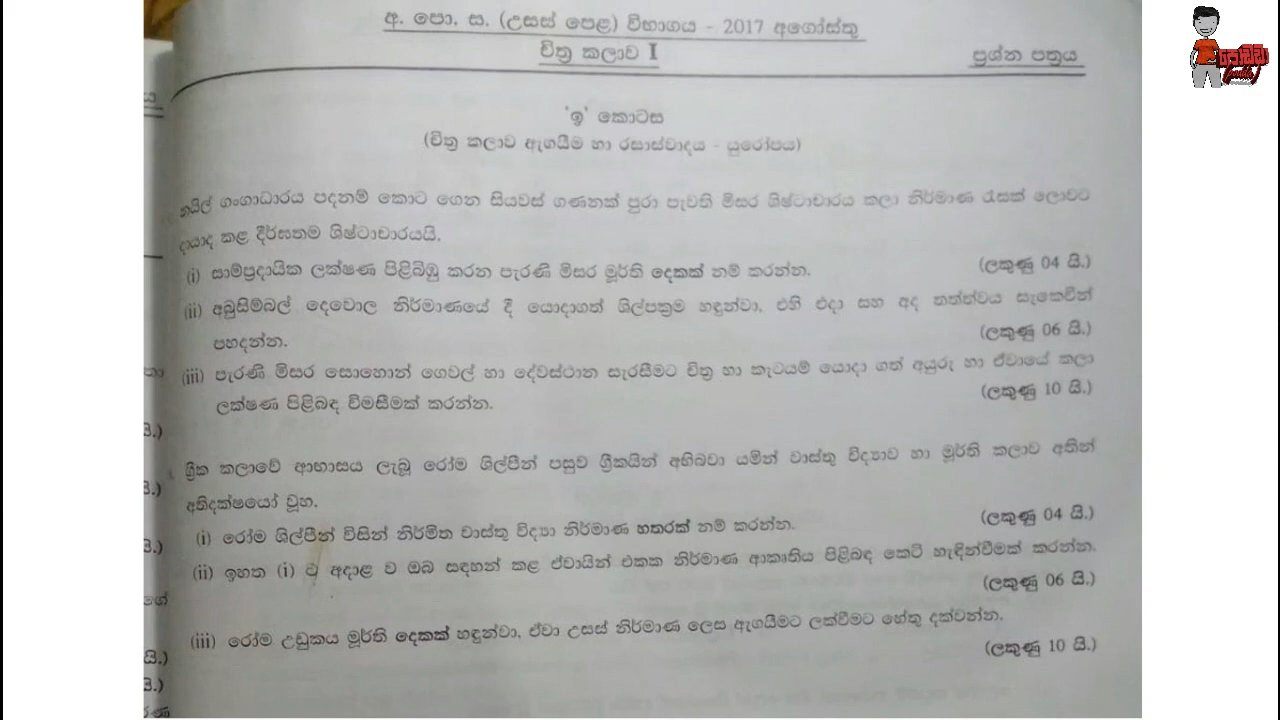 අ. පො. ස. (උසස් පෙළ) විභාගය - 2017 අගෝස්තු
චිත්‍ර කලාව I
ප්‍රශ්න පත්‍රය
පොඩ්ඩා
'ඉ' කොටස
(චිත්‍ර කලාව ඇගයීම හා රසාස්වාදය - යුරෝපය)
නයිල් ගංගාධාරය පදනම් කොට ගෙන සියවස් ගණනක් පුරා පැවති මිසර ශිෂ්ටාචාරය කලා නිර්මාණ රැසක් ලොවට
දායාද කළ දීර්ඝතම ශිෂ්ටාචාරයයි.
(i) සාම්ප්‍රදායික ලක්ෂණ පිළිබිඹු කරන පැරණි මිසර මූර්ති දෙකක් නම් කරන්න.
(ලකුණු 04 යි.)
(ii) අබුසිම්බල් දෙවොල නිර්මාණයේ දී යොදාගත් ශිල්පක්‍රම හඳුන්වා, එහි එදා සහ අද තත්ත්වය සැකෙවින්
පහදන්න.
(ලකුණු 06 යි.)
(iii) පැරණි මිසර සොහොන් ගෙවල් හා දේවස්ථාන සැරසීමට චිත්‍ර හා කැටයම් යොදා ගත් අයුරු හා ඒවායේ කලා
ලක්ෂණ පිළිබඳ විමසීමක් කරන්න.
(ලකුණු 10 යි.)
ග්‍රීක කලාවේ ආභාසය ලැබූ රෝම ශිල්පීන් පසුව ග්‍රීකයින් අභිබවා යමින් වාස්තු විද්‍යාව හා මූර්ති කලාව අතින්
අතිදක්ෂයෝ වූහ.
(i) රෝම ශිල්පීන් විසින් නිර්මිත වාස්තු විද්‍යා නිර්මාණ හතරක් නම් කරන්න.
(ලකුණු 04 යි.)
(ii) ඉහත (i) ට අදාළ ව ඔබ සඳහන් කළ ඒවායින් එකක නිර්මාණ ආකෘතිය පිළිබඳ කෙටි හැඳින්වීමක් කරන්න.
(ලකුණු 06 යි.)
(iii) රෝම උඩුකය මූර්ති දෙකක් හඳුන්වා, ඒවා උසස් නිර්මාණ ලෙස ඇගයීමට ලක්වීමට හේතු දක්වන්න.
(ලකුණු 10 යි.)